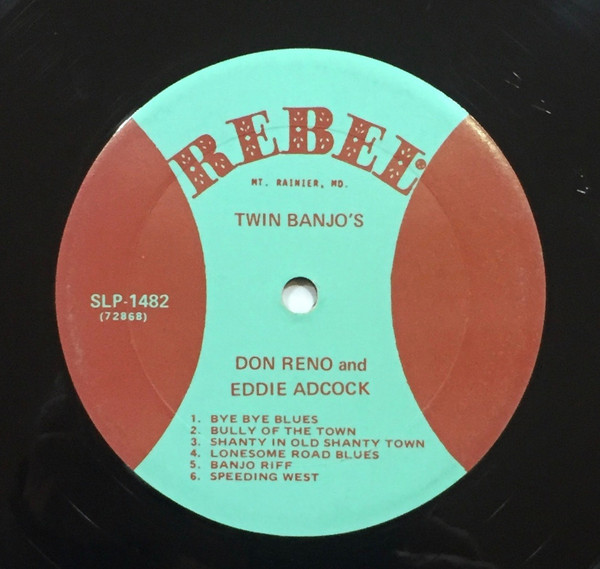 REBEL
MT. RAINIER, MD.
TWIN BANJO'S
SLP-1482
(72868)
DON RENO and
EDDIE ADCOCK
1. BYE BYE BLUES
2. BULLY OF THE TOWN
3. SHANTY IN OLD SHANTY TOWN
4. LONESOME ROAD BLUES
5. BANJO RIFF
6. SPEEDING WEST